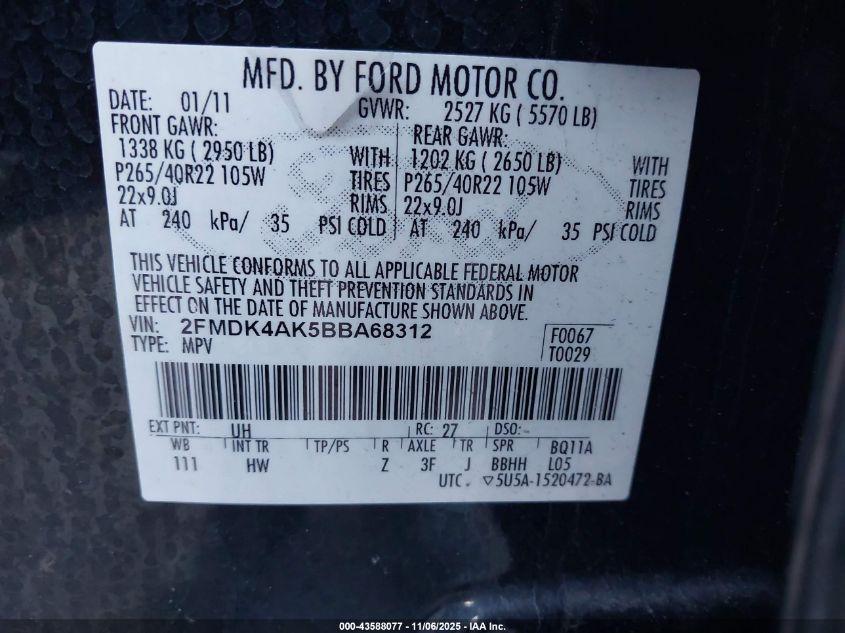 MFD. BY FORD MOTOR CO.
DATE: 01/11 GVWR: 2527 KG ( 5570 LB)
FRONT GAWR: REAR GAWR:
1338 KG ( 2950 LB) WITH 1202 KG ( 2650 LB) WITH
P265/40R22 105W TIRES P265/40R22 105W TIRES
22x9.0J RIMS 22x9.0J RIMS
AT 240 kPa/ 35 PSI COLD AT 240 kPa/ 35 PSI COLD
THIS VEHICLE CONFORMS TO ALL APPLICABLE FEDERAL MOTOR
VEHICLE SAFETY AND THEFT PREVENTION STANDARDS IN
EFFECT ON THE DATE OF MANUFACTURE SHOWN ABOVE.
VIN: 2FMDK4AK5BBA68312 F0067
TYPE: MPV T0029
EXT PNT: UH RC: 27 DSO:
WB INT TR TP/PS R AXLE TR SPR BQ11A
111 HW Z 3F J BBHH L05
UTC. ▽5U5A-1520472-BA
000-43588077 - 11/06/2025 - IAA, Inc.